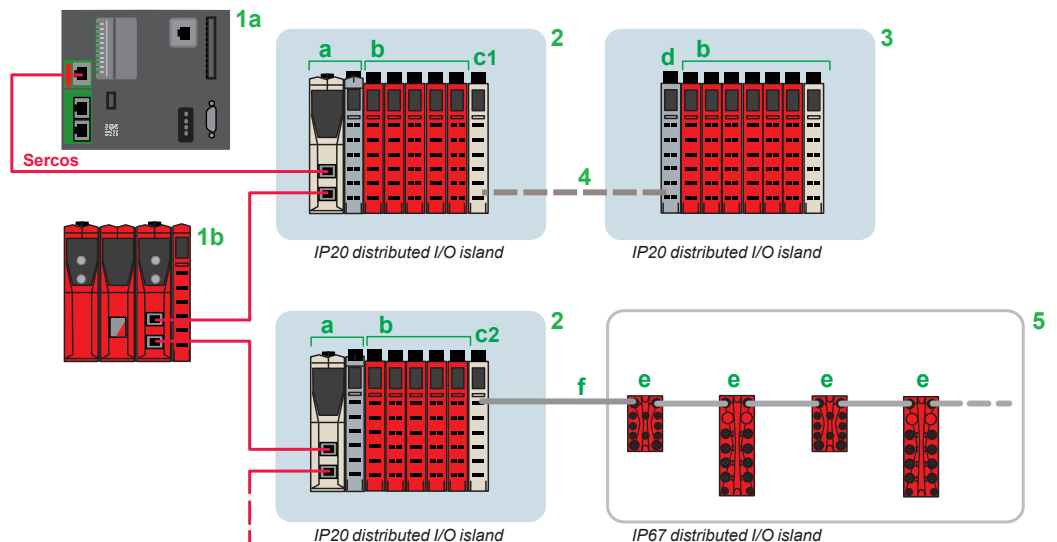 1a
2
3
a b c1
d b
Sercos
4
IP20 distributed I/O island
IP20 distributed I/O island
1b
2
5
a b c2
f
e e e e
IP20 distributed I/O island
IP67 distributed I/O island